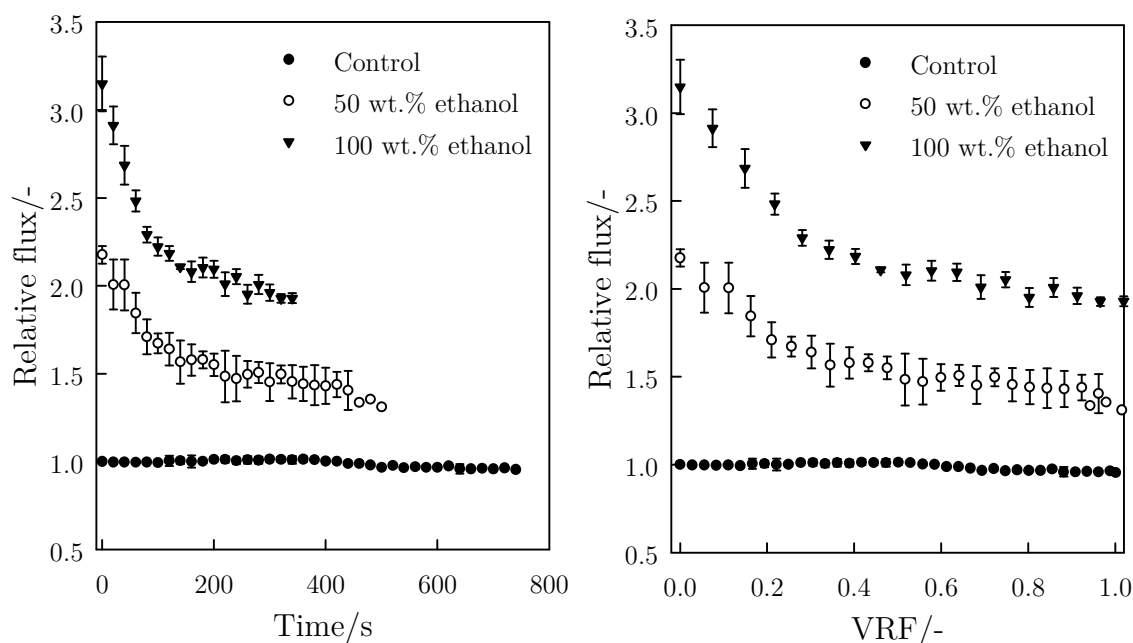 3.5
3.0
2.5
2.0
1.5
1.0
0.5
Relative flux/-
Control
50 wt.% ethanol
100 wt.% ethanol
0
200
400
600
800
Time/s
3.5
3.0
2.5
2.0
1.5
1.0
0.5
Relative flux/-
Control
50 wt.% ethanol
100 wt.% ethanol
0.0
0.2
0.4
0.6
0.8
1.0
VRF/-